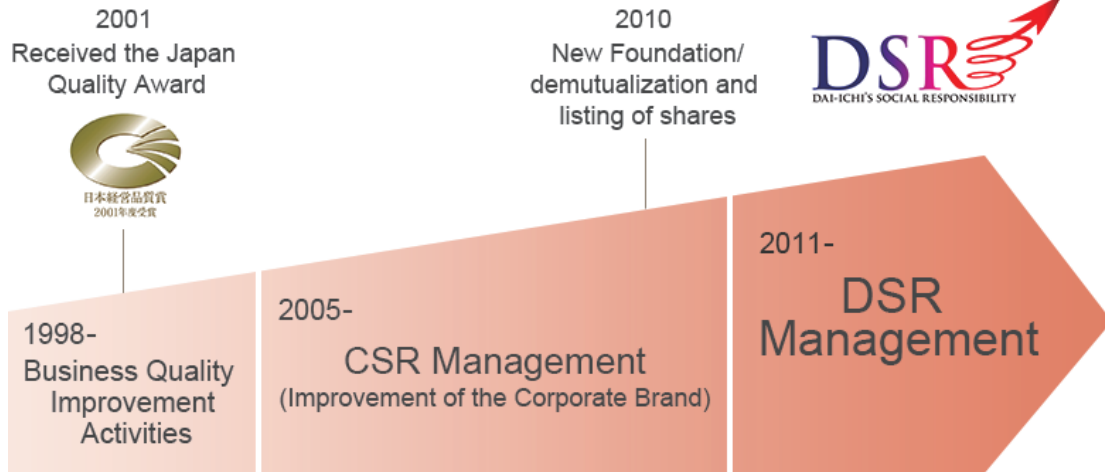 2001
Received the Japan
Quality Award
日本経営品質賞
2001年度受賞
2010
New Foundation/
demutualization and
listing of shares
DSR
DAI-ICHI'S SOCIAL RESPONSIBILITY
1998-
Business Quality
Improvement
Activities
2005-
CSR Management
(Improvement of the Corporate Brand)
2011-
DSR
Management